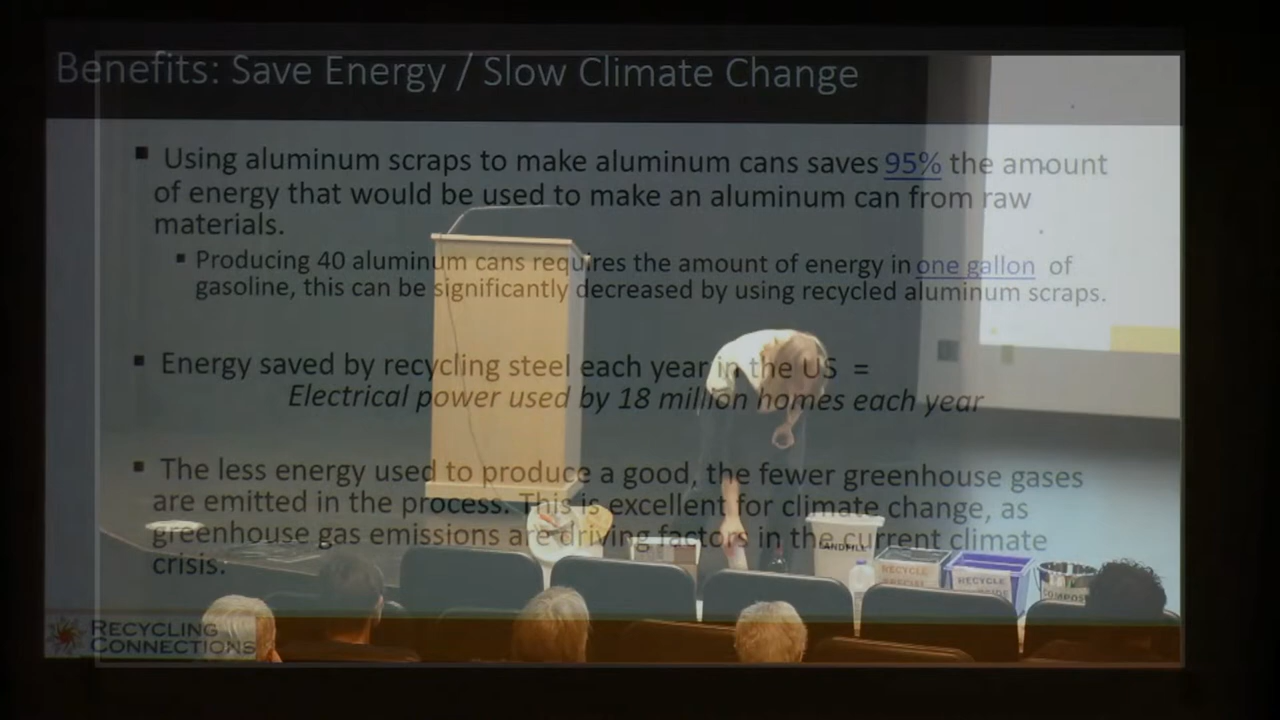 Benefits: Save Energy / Slow Climate Change
Using aluminum scraps to make aluminum cans saves 95% the amount
of energy that would be used to make an aluminum can from raw
materials.
Producing 40 aluminum cans requires the amount of energy in one gallon of
gasoline, this can be significantly decreased by using recycled aluminum scraps.
Energy saved by recycling steel each year in the US =
Electrical power used by 18 million homes each year
The less energy used to produce a good, the fewer greenhouse gases
are emitted in the process. This is excellent for climate change, as
greenhouse gas emissions are driving factors in the current climate
crisis.
LANDFILL
RECYCLE
SPECIAL
RECYCLE
COMPOST
RECYCLING
CONNECTIONS